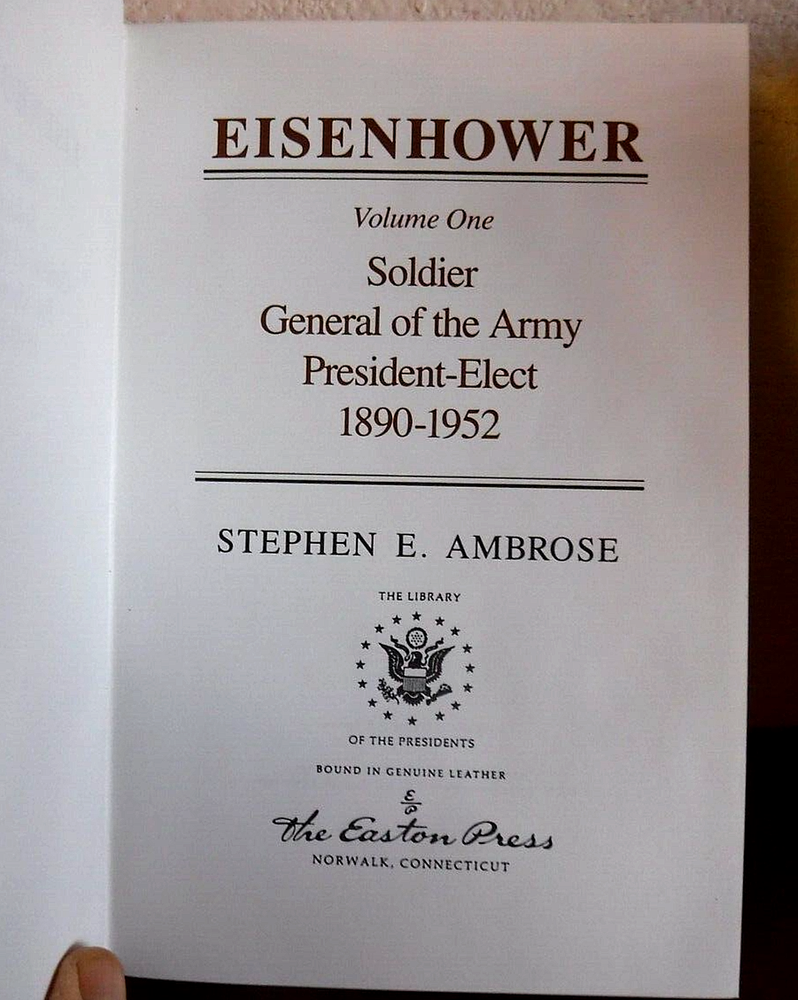 EISENHOWER
Volume One
Soldier
General of the Army
President-Elect
1890-1952
STEPHEN E. AMBROSE
THE LIBRARY
OF THE PRESIDENTS
BOUND IN GENUINE LEATHER
E
P
The Easton Press
NORWALK, CONNECTICUT